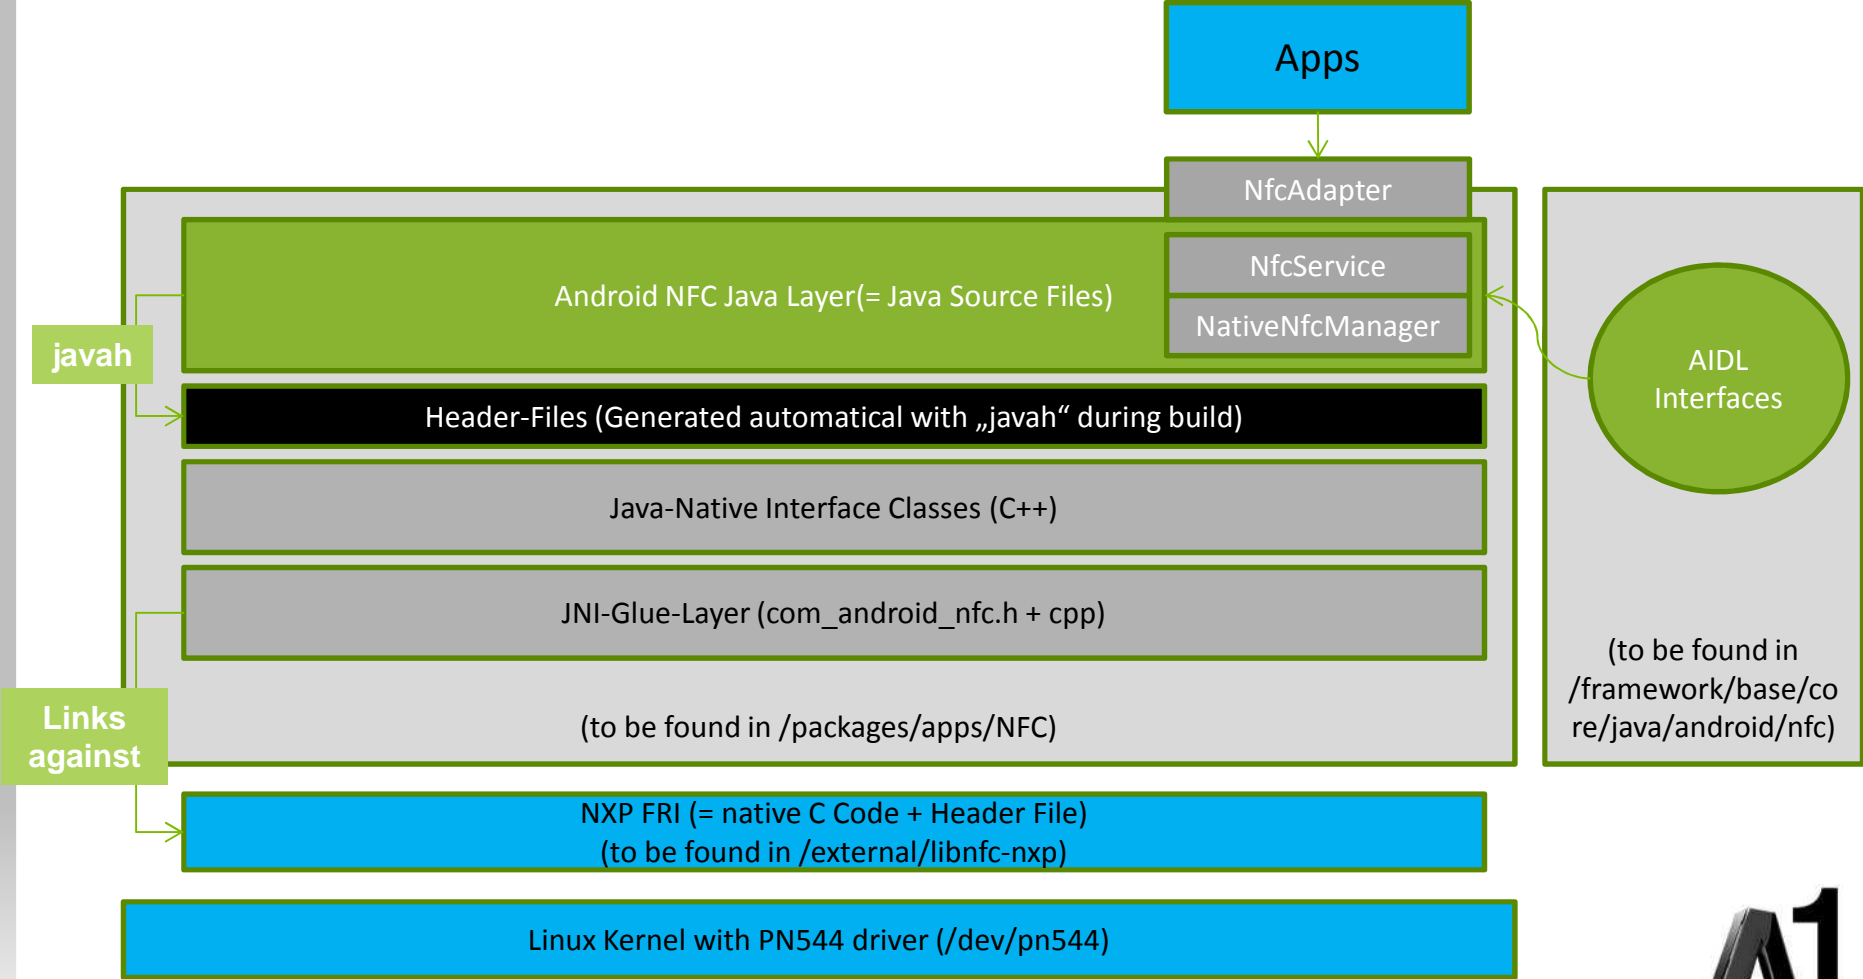 Apps
NfcAdapter
NfcService
Android NFC Java Layer(= Java Source Files)
NativeNfcManager
javah
AIDL
Interfaces
Header-Files (Generated automatical with „javah“ during build)
Java-Native Interface Classes (C++)
JNI-Glue-Layer (com_android_nfc.h + cpp)
(to be found in
/framework/base/co
re/java/android/nfc)
Links
against
(to be found in /packages/apps/NFC)
NXP FRI (= native C Code + Header File)
(to be found in /external/libnfc-nxp)
Linux Kernel with PN544 driver (/dev/pn544)
A1